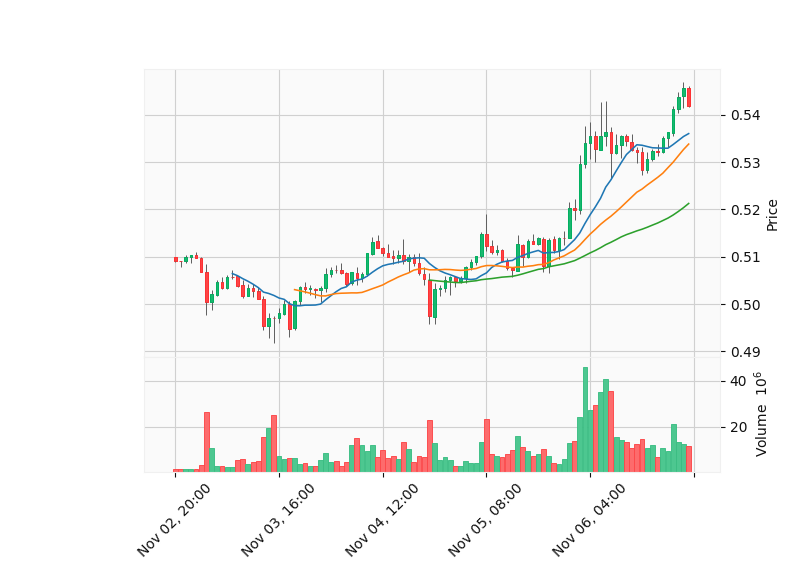 0.54
0.53
0.52
0.51
0.50
0.49
Price
40
20
Volume 10^6
Nov 02, 20:00
Nov 03, 16:00
Nov 04, 12:00
Nov 05, 08:00
Nov 06, 04:00